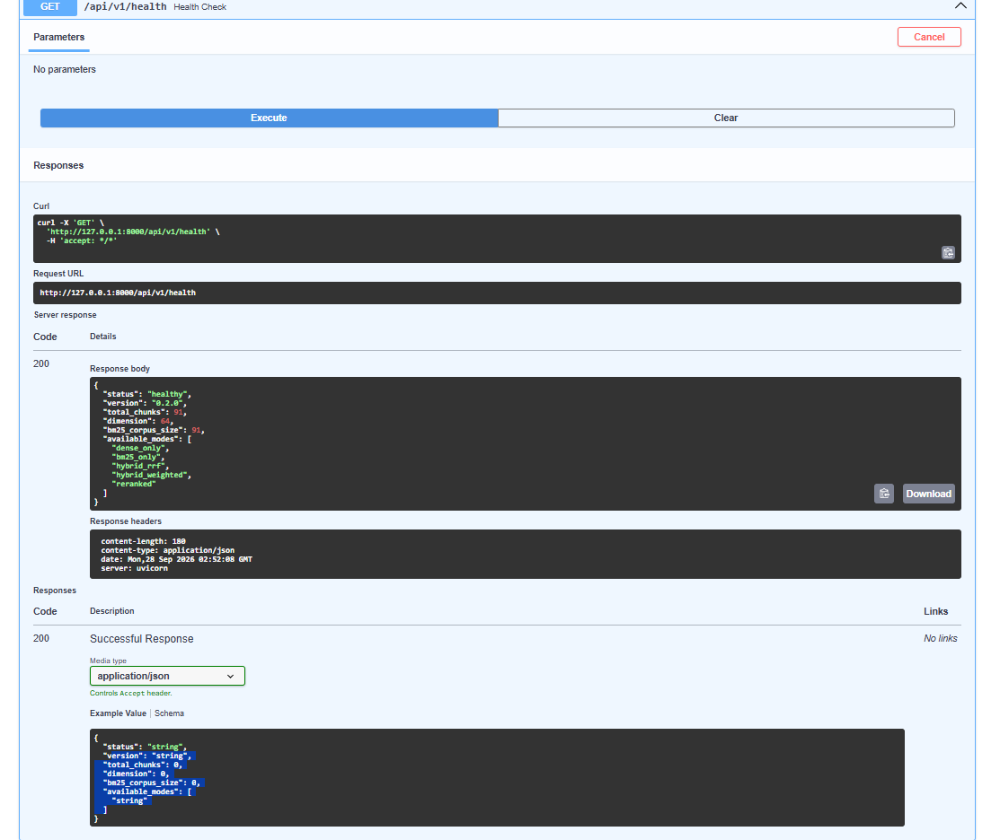 GET /api/v1/health Health Check
Parameters
Cancel
No parameters
Execute
Clear
Responses
Curl
curl -X 'GET' \
  'http://127.0.0.1:8000/api/v1/health' \
  -H 'accept: */*'
Request URL
http://127.0.0.1:8000/api/v1/health
Server response
Code Details
200
Response body
{
  "status": "healthy",
  "version": "0.2.0",
  "total_chunks": 91,
  "dimension": 64,
  "bm25_corpus_size": 91,
  "available_modes": [
    "dense_only",
    "bm25_only",
    "hybrid_rrf",
    "hybrid_weighted",
    "reranked"
  ]
}
Download
Response headers
content-length: 180
content-type: application/json
date: Mon,28 Sep 2026 02:52:08 GMT
server: uvicorn
Responses
Code Description Links
200 Successful Response No links
Media type
application/json
Controls Accept header.
Example Value | Schema
{
  "status": "string",
  "version": "string",
  "total_chunks": 0,
  "dimension": 0,
  "bm25_corpus_size": 0,
  "available_modes": [
    "string"
  ]
}